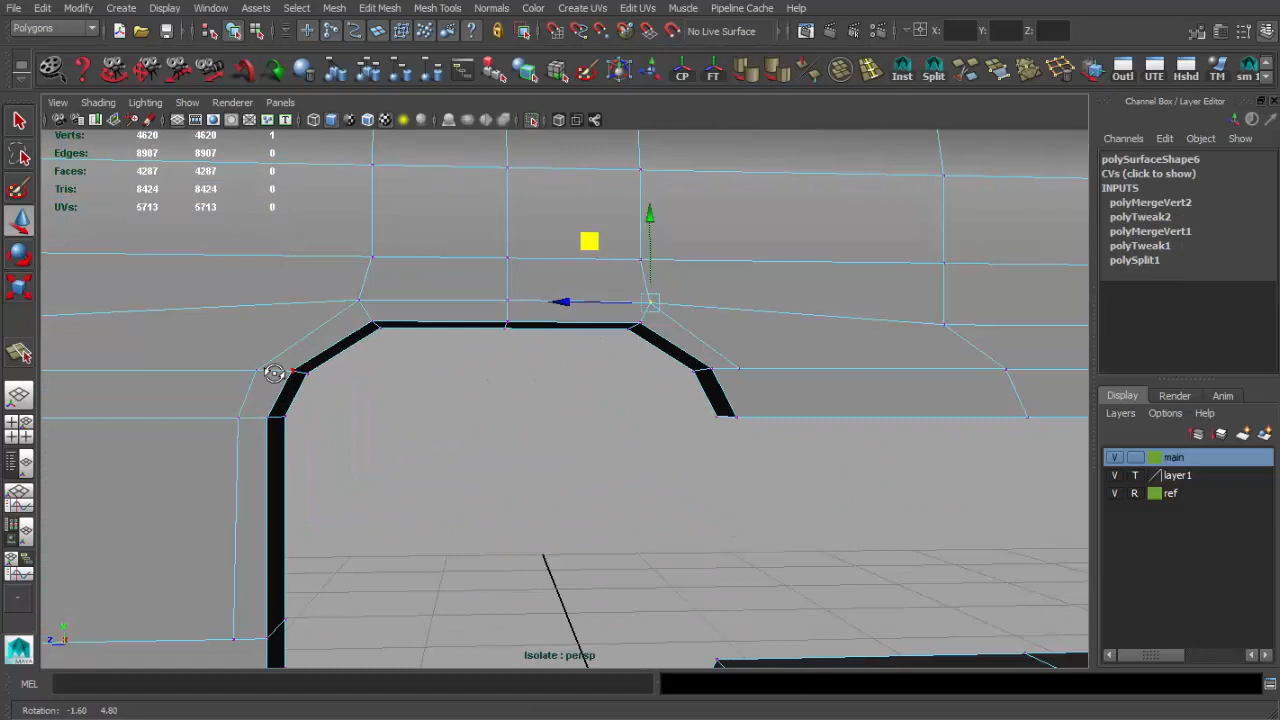 File Edit Modify Create Display Window Assets Select Mesh Edit Mesh Mesh Tools Normals Color Create UVs Edit UVs Muscle Pipeline Cache Help
Polygons No Live Surface X: Y: Z:
CP FT Inst Split Outl UTE Hshd TM sm 1
View Shading Lighting Show Renderer Panels
Channel Box / Layer Editor
Verts: 4620 4620 1
Edges: 8907 8907 0
Faces: 4287 4287 0
Tris: 8424 8424 0
UVs: 5713 5713 0
Channels Edit Object Show
polySurfaceShape6
CVs (click to show)
INPUTS
polyMergeVert2
polyTweak2
polyMergeVert1
polyTweak1
polySplit1
Display Render Anim
Layers Options Help
V main
V T layer1
V R ref
y
z
Isolate : persp
MEL
Rotation: -1.60 4.80